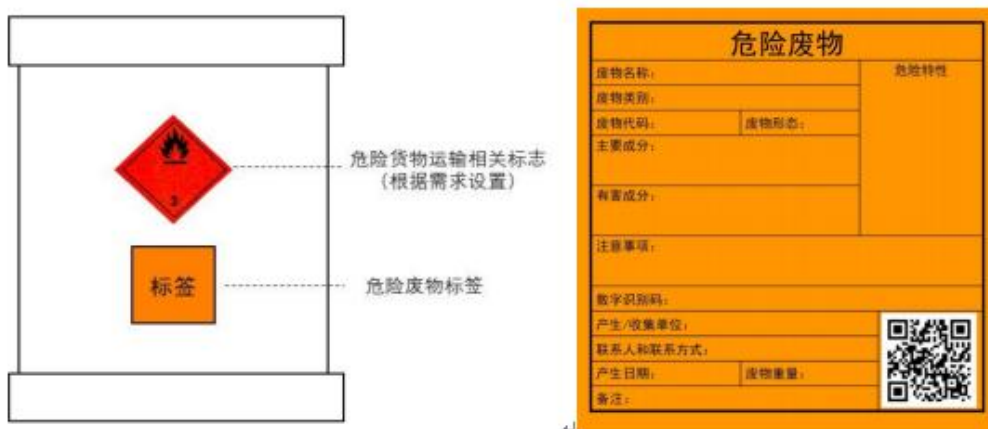 3
标签
危险货物运输相关标志
(根据需求设置)
危险废物标签
危险废物
废物名称：
危险特性
废物类别：
废物代码：
废物形态：
主要成分：
有害成分：
注意事项：
数字识别码：
产生/收集单位：
联系人和联系方式：
产生日期：
废物重量：
备注：